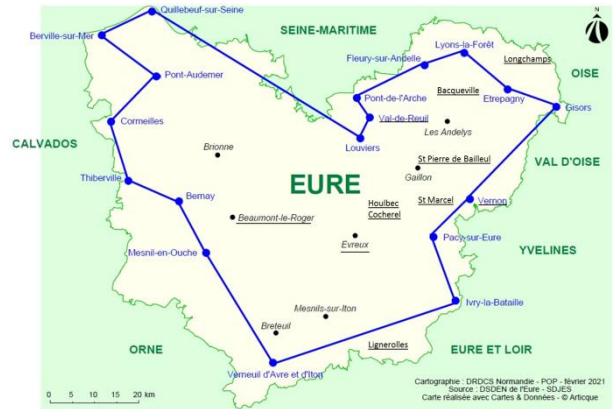 Quillebeuf-sur-Seine
SEINE-MARITIME
Berville-sur-Mer
Lyons-la-Forêt
Fleury-sur-Andelle
Longchamps
OISE
Pont-Audemer
Bacqueville
Etrepagny
Pont-de-l'Arche
Gisors
Cormeilles
Val-de-Reuil
Les Andelys
CALVADOS
Louviers
Brionne
St Pierre de Bailleul
VAL D'OISE
Gaillon
Thiberville
EURE
Bernay
Houlbec
Cocherel
St Marcel
Vernon
Beaumont-le-Roger
Evreux
Pacy-sur-Eure
YVELINES
Mesnil-en-Ouche
Ivry-la-Bataille
Mesnils-sur-Iton
Breteuil
Lignerolles
ORNE
EURE ET LOIR
Verneuil d'Avre et d'Iton
Cartographie : DRDCS Normandie - POP - février 2021
Source : DSDEN de l'Eure - SDJES
Carte réalisée avec Cartes & Données - © Articque
0 10 20 km